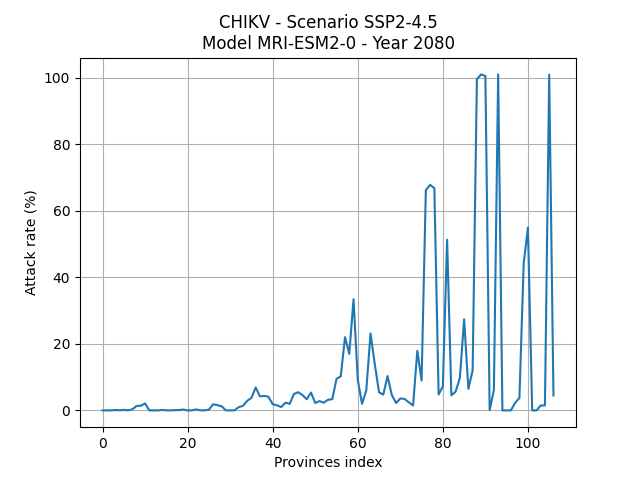 CHIKV - Scenario SSP2-4.5
Model MRI-ESM2-0 - Year 2080
100
80
60
40
20
0
Attack rate (%)
0 20 40 60 80 100
Provinces index